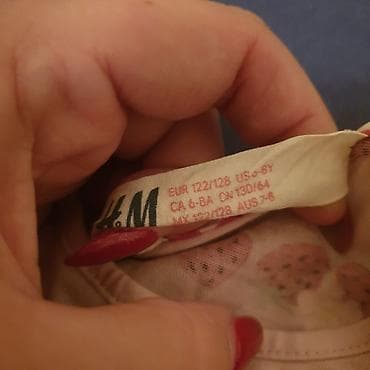 H&M
EUR 122/128 US 6-8Y
CA 6-8A CN 130/64
MX 122/128 AUS 7-8